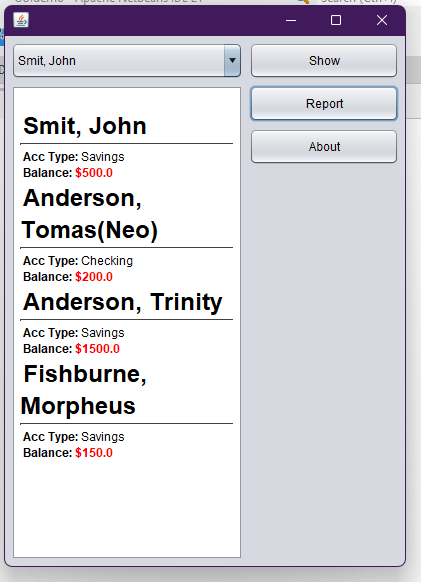 Smit, John
Show
Report
About
Smit, John
Acc Type: Savings
Balance: $500.0
Anderson,
Tomas(Neo)
Acc Type: Checking
Balance: $200.0
Anderson, Trinity
Acc Type: Savings
Balance: $1500.0
Fishburne,
Morpheus
Acc Type: Savings
Balance: $150.0